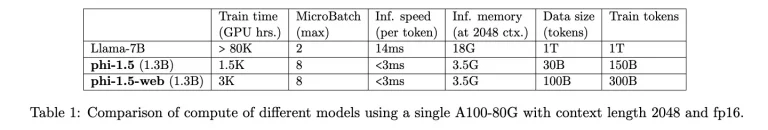 Train time MicroBatch Inf. speed Inf. memory Data size Train tokens
(GPU hrs.) (max) (per token) (at 2048 ctx.) (tokens)
Llama-7B > 80K 2 14ms 18G 1T 1T
phi-1.5 (1.3B) 1.5K 8 <3ms 3.5G 30B 150B
phi-1.5-web (1.3B) 3K 8 <3ms 3.5G 100B 300B
Table 1: Comparison of compute of different models using a single A100-80G with context length 2048 and fp16.